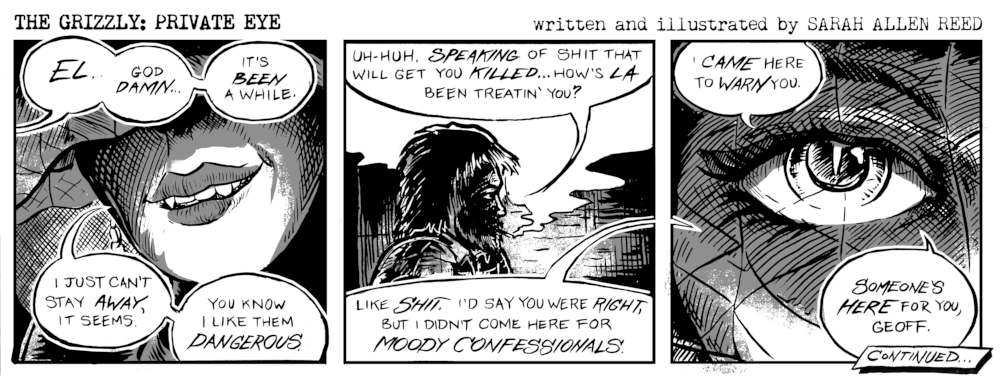 THE GRIZZLY: PRIVATE EYE
written and illustrated by SARAH ALLEN REED
EL...
GOD
DAMN...
IT'S
BEEN
A WHILE.
I JUST CAN'T
STAY AWAY,
IT SEEMS.
YOU KNOW
I LIKE THEM
DANGEROUS.
UH-HUH, SPEAKING OF SHIT THAT
WILL GET YOU KILLED... HOW'S LA
BEEN TREATIN' YOU?
LIKE SHIT. I'D SAY YOU WERE RIGHT,
BUT I DIDN'T COME HERE FOR
MOODY CONFESSIONALS.
I CAME HERE
TO WARN YOU.
SOMEONE'S
HERE FOR YOU,
GEOFF.
CONTINUED...